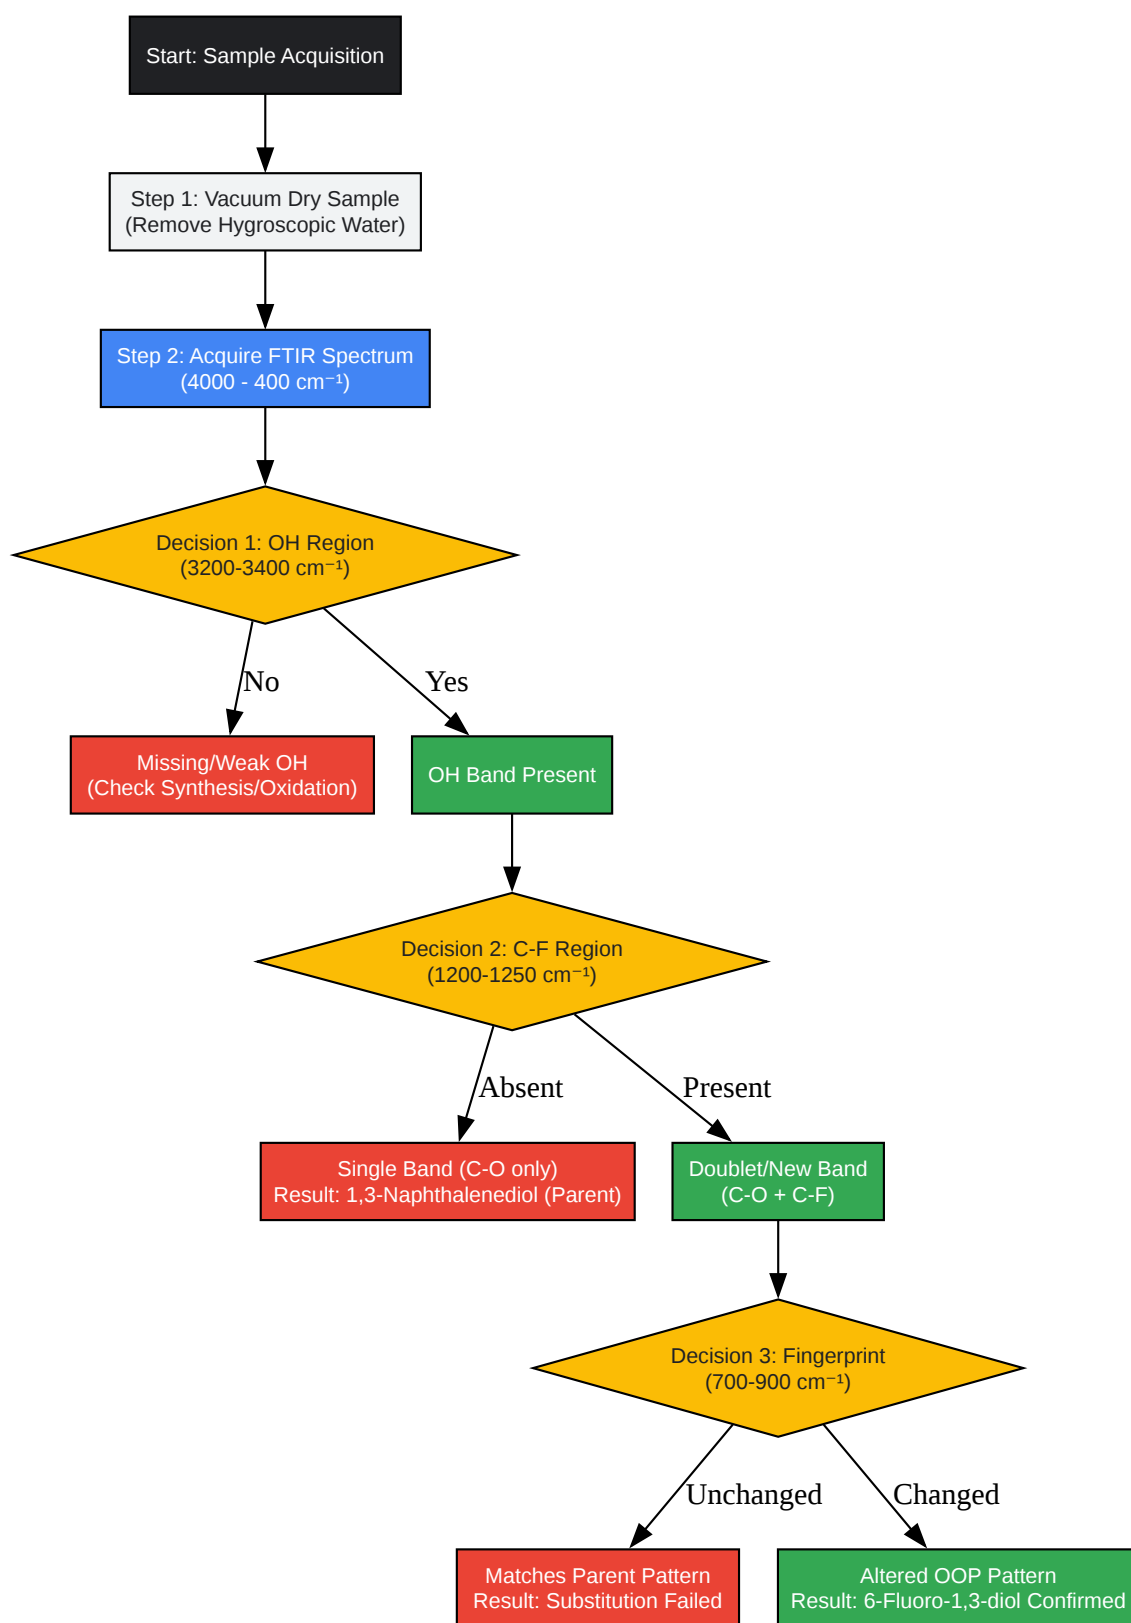 Start: Sample Acquisition
Step 1: Vacuum Dry Sample
(Remove Hygroscopic Water)
Step 2: Acquire FTIR Spectrum
(4000 - 400 cm⁻¹)
Decision 1: OH Region
(3200-3400 cm⁻¹)
No
Yes
Missing/Weak OH
(Check Synthesis/Oxidation)
OH Band Present
Decision 2: C-F Region
(1200-1250 cm⁻¹)
Absent
Present
Single Band (C-O only)
Result: 1,3-Naphthalenediol (Parent)
Doublet/New Band
(C-O + C-F)
Decision 3: Fingerprint
(700-900 cm⁻¹)
Unchanged
Changed
Matches Parent Pattern
Result: Substitution Failed
Altered OOP Pattern
Result: 6-Fluoro-1,3-diol Confirmed